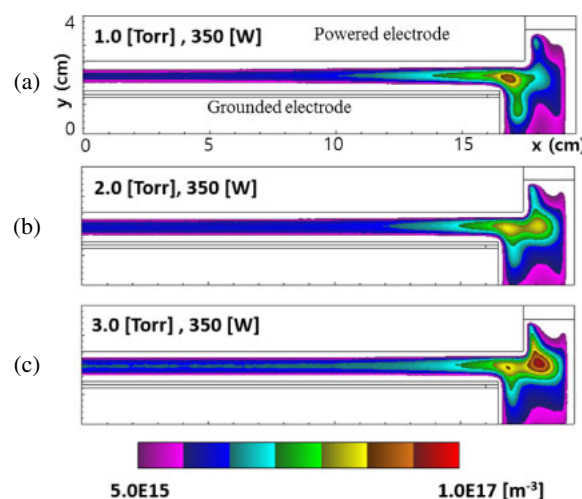 4
1.0 [Torr] , 350 [W]
Powered electrode
(a)
y (cm)
Grounded electrode
0
0 5 10 15 x (cm)
2.0 [Torr], 350 [W]
(b)
3.0 [Torr] , 350 [W]
(c)
5.0E15 1.0E17 [m⁻³]